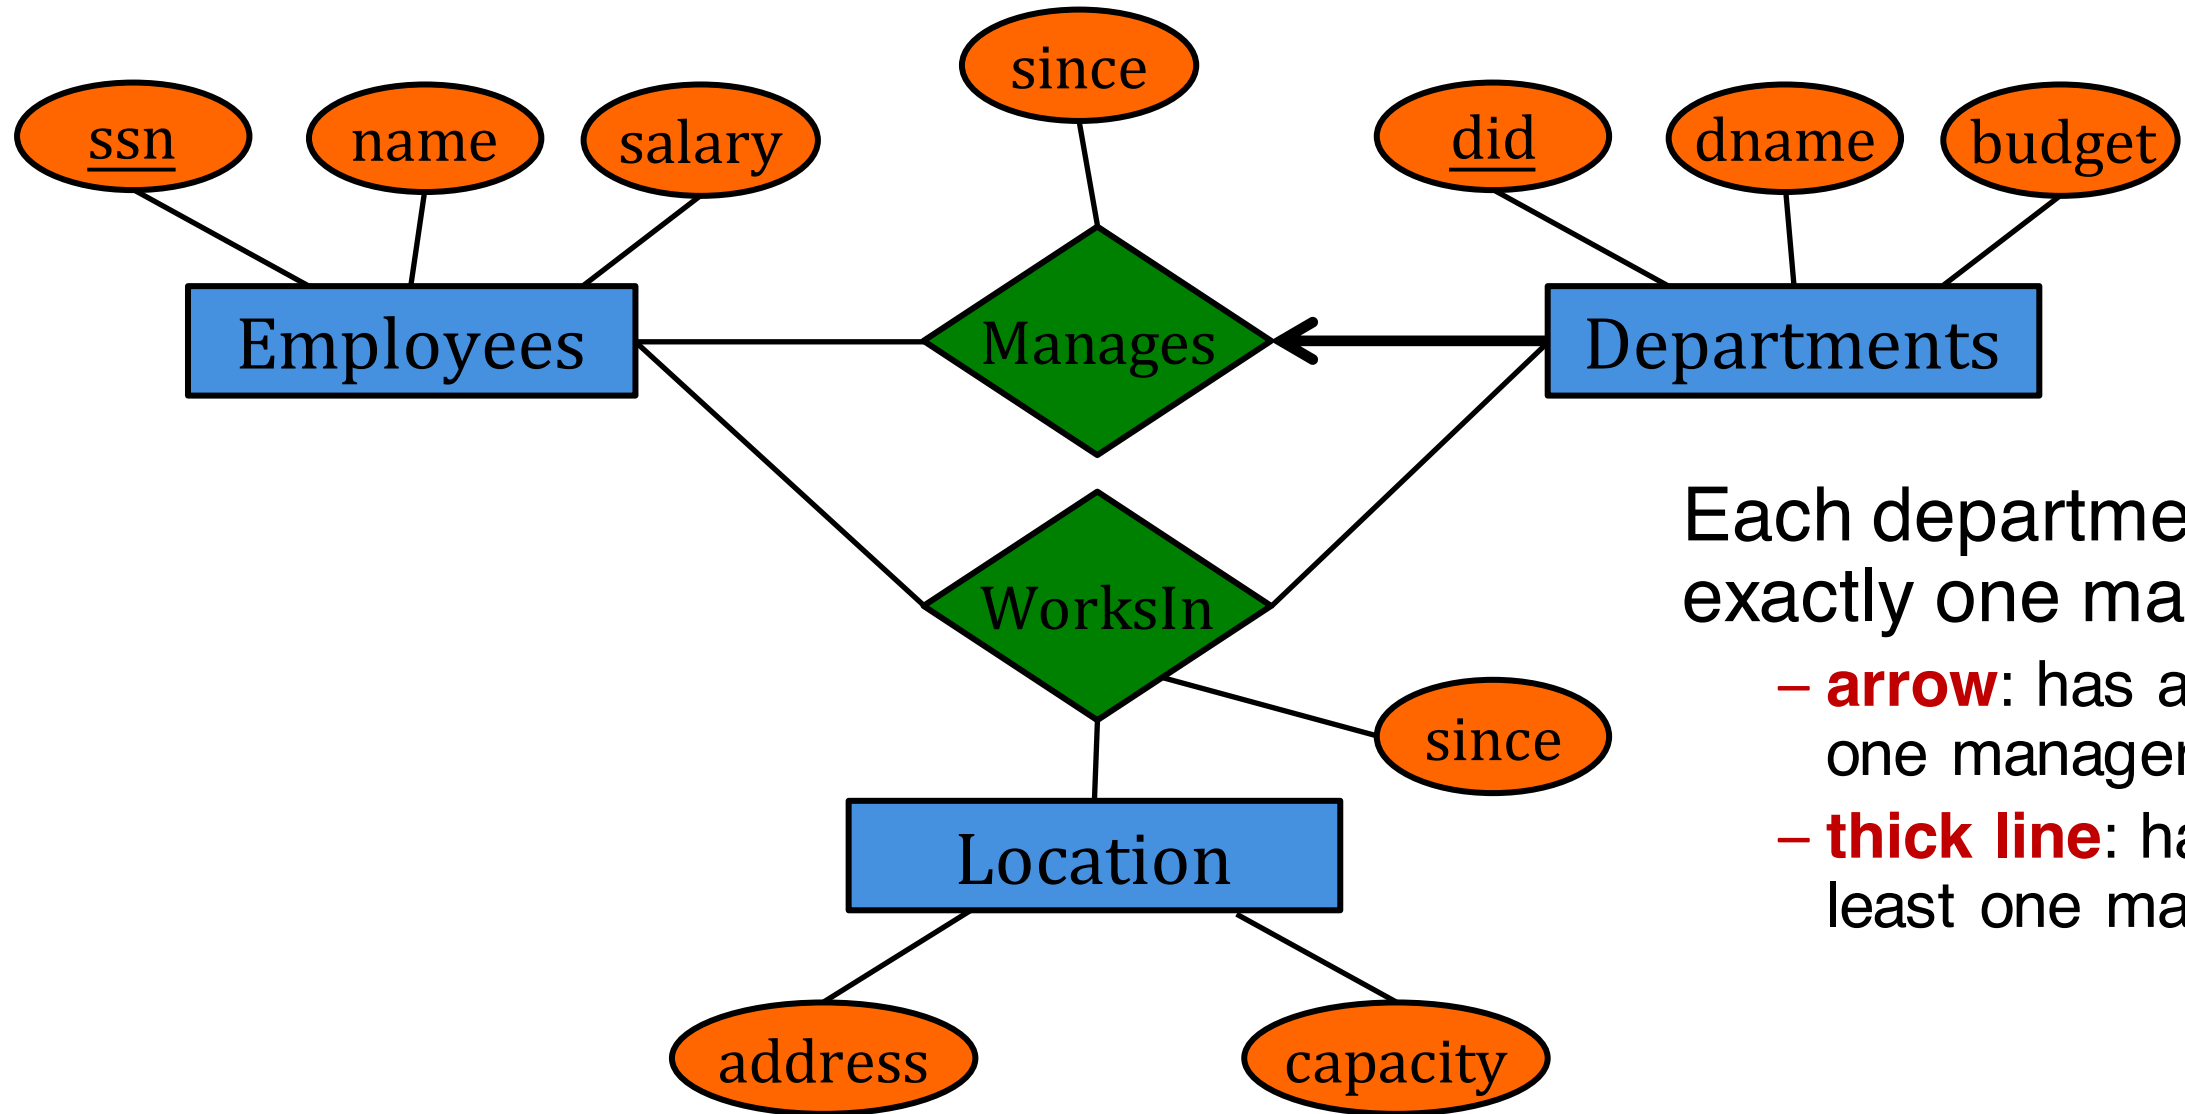 since
ssn
name
salary
did
dname
budget
Employees
Manages
Departments
WorksIn
since
Location
address
capacity
Each departme
exactly one ma
– arrow: has a
one manager
– thick line: ha
least one ma